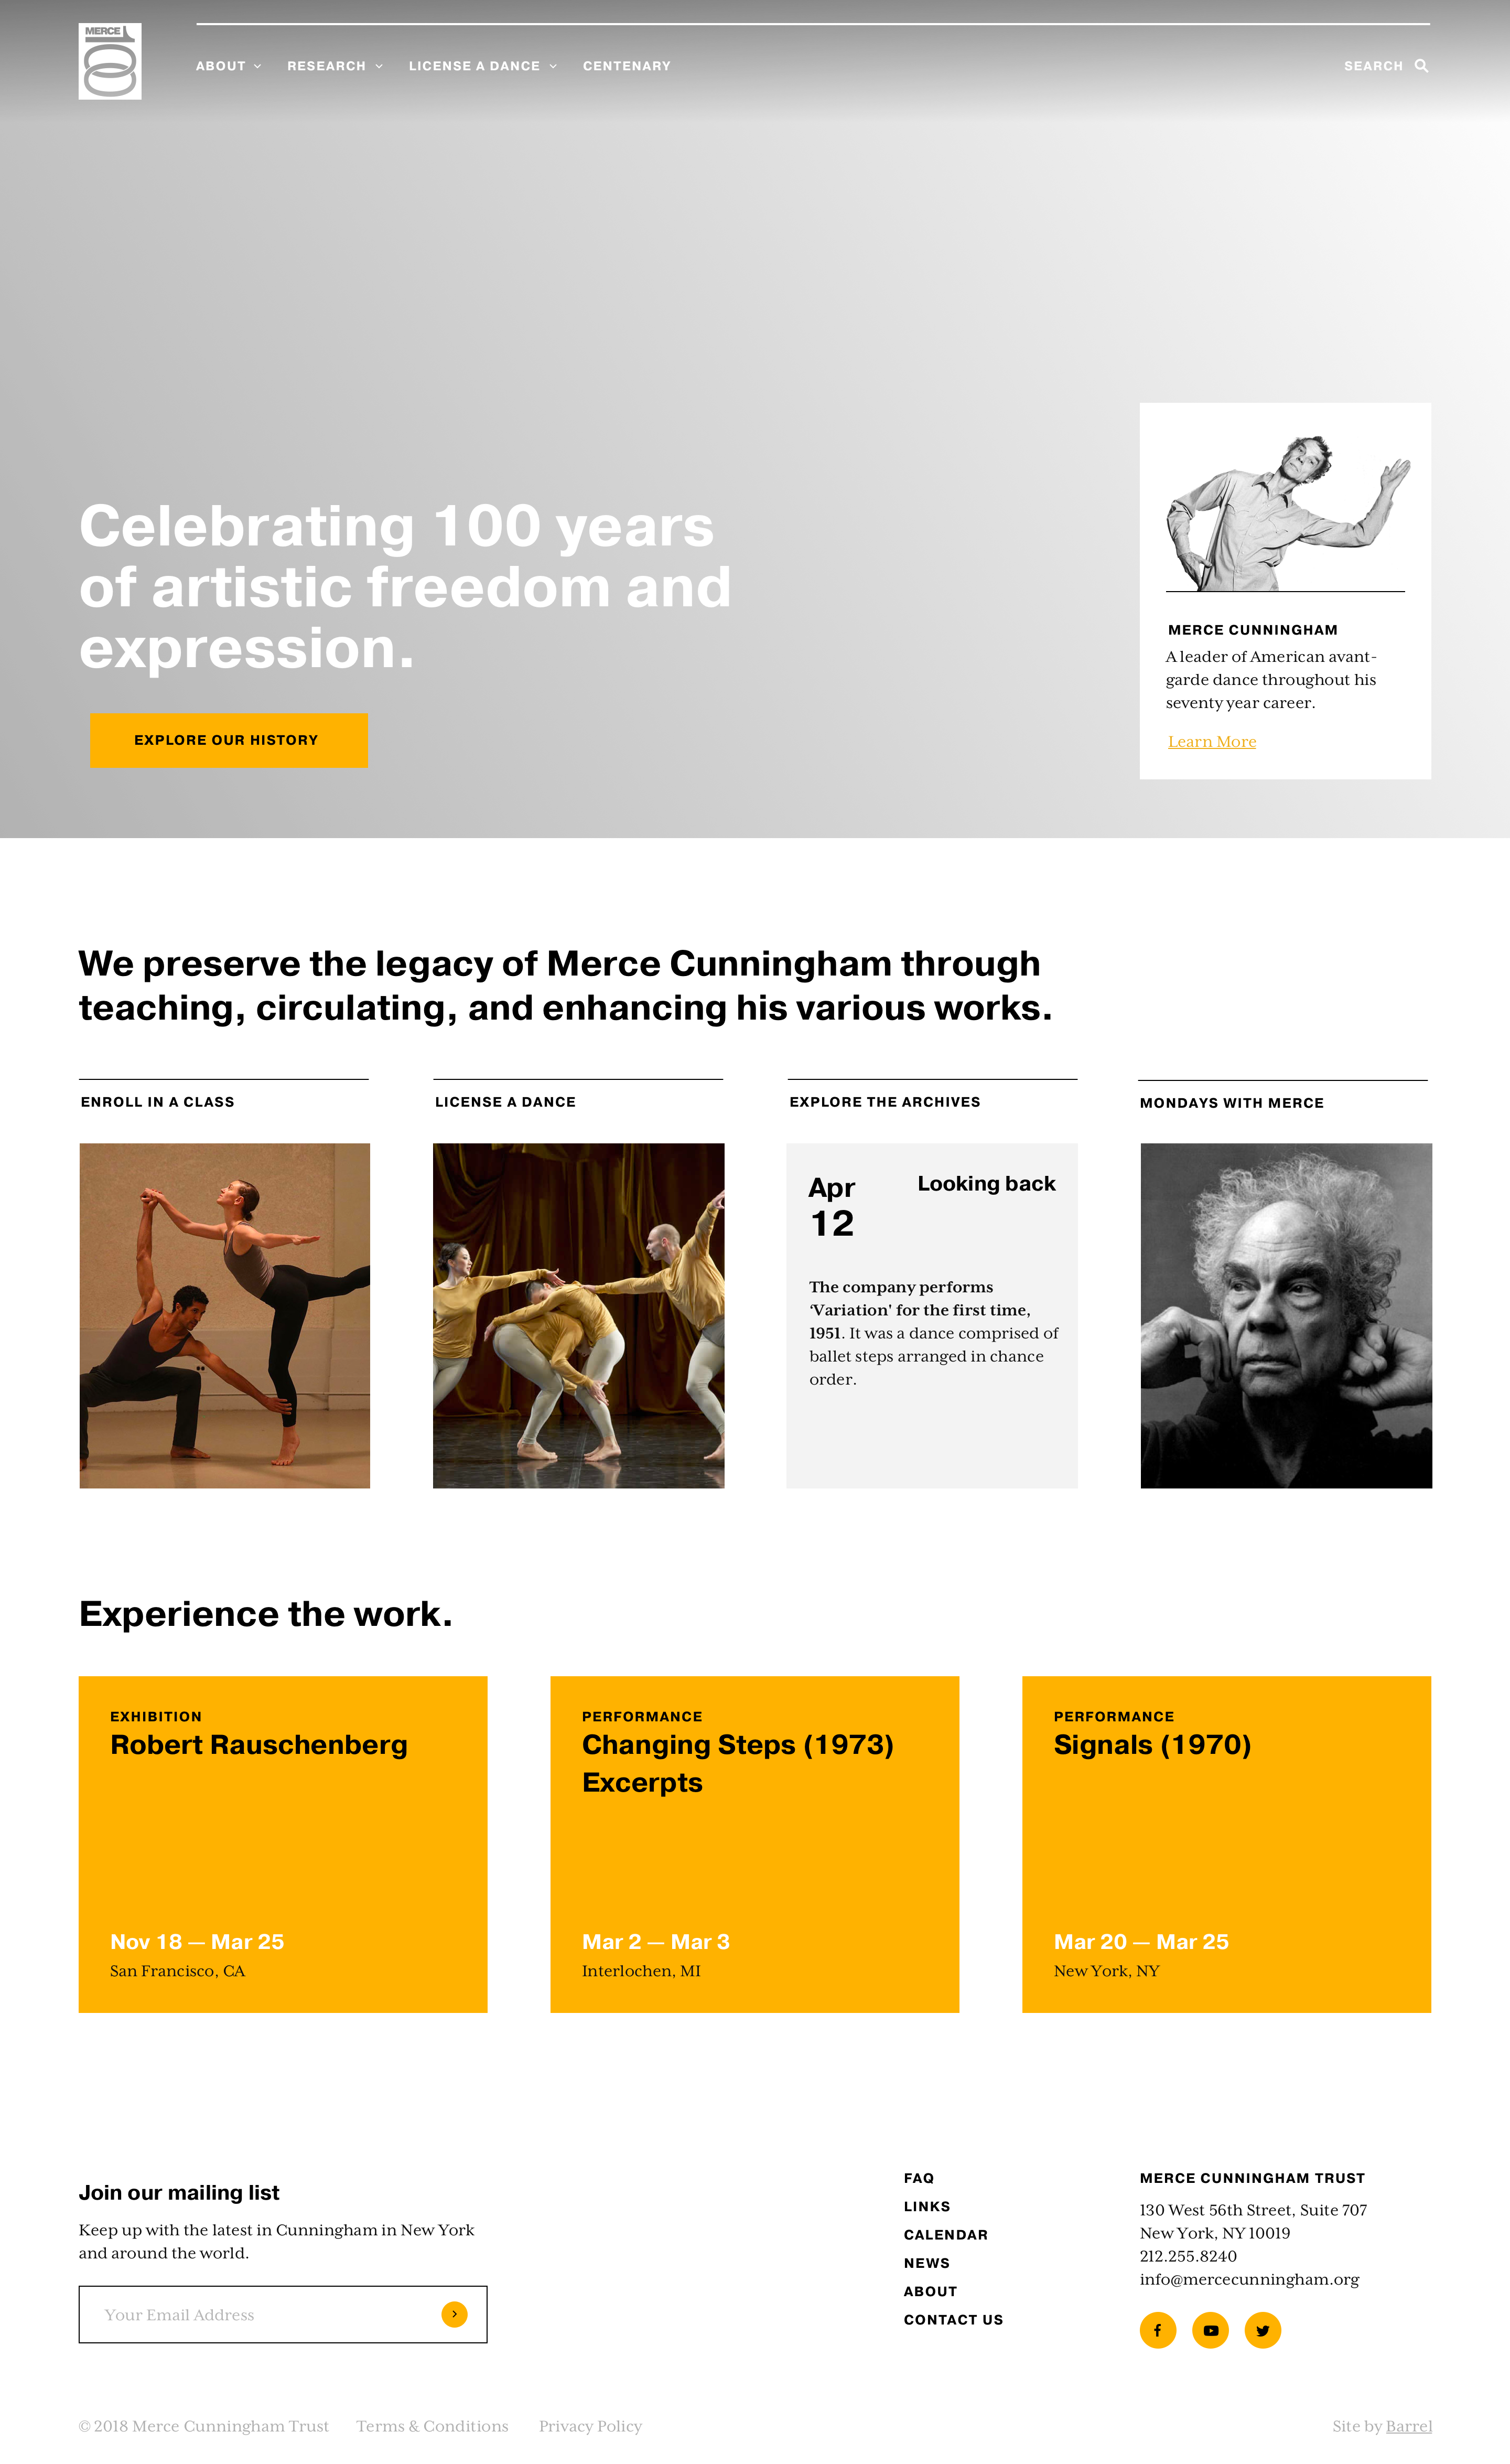 MERCE
100
ABOUT
RESEARCH
LICENSE A DANCE
CENTENARY
SEARCH
Celebrating 100 years
of artistic freedom and
expression.
EXPLORE OUR HISTORY
MERCE CUNNINGHAM
A leader of American avant-
garde dance throughout his
seventy year career.
Learn More
We preserve the legacy of Merce Cunningham through
teaching, circulating, and enhancing his various works.
ENROLL IN A CLASS
LICENSE A DANCE
EXPLORE THE ARCHIVES
Apr
12
Looking back
The company performs
‘Variation' for the first time,
1951. It was a dance comprised of
ballet steps arranged in chance
order.
MONDAYS WITH MERCE
Experience the work.
EXHIBITION
Robert Rauschenberg
Nov 18 — Mar 25
San Francisco, CA
PERFORMANCE
Changing Steps (1973)
Excerpts
Mar 2 — Mar 3
Interlochen, MI
PERFORMANCE
Signals (1970)
Mar 20 — Mar 25
New York, NY
Join our mailing list
Keep up with the latest in Cunningham in New York
and around the world.
Your Email Address
FAQ
LINKS
CALENDAR
NEWS
ABOUT
CONTACT US
MERCE CUNNINGHAM TRUST
130 West 56th Street, Suite 707
New York, NY 10019
212.255.8240
info@mercecunningham.org
© 2018 Merce Cunningham Trust
Terms & Conditions
Privacy Policy
Site by Barrel